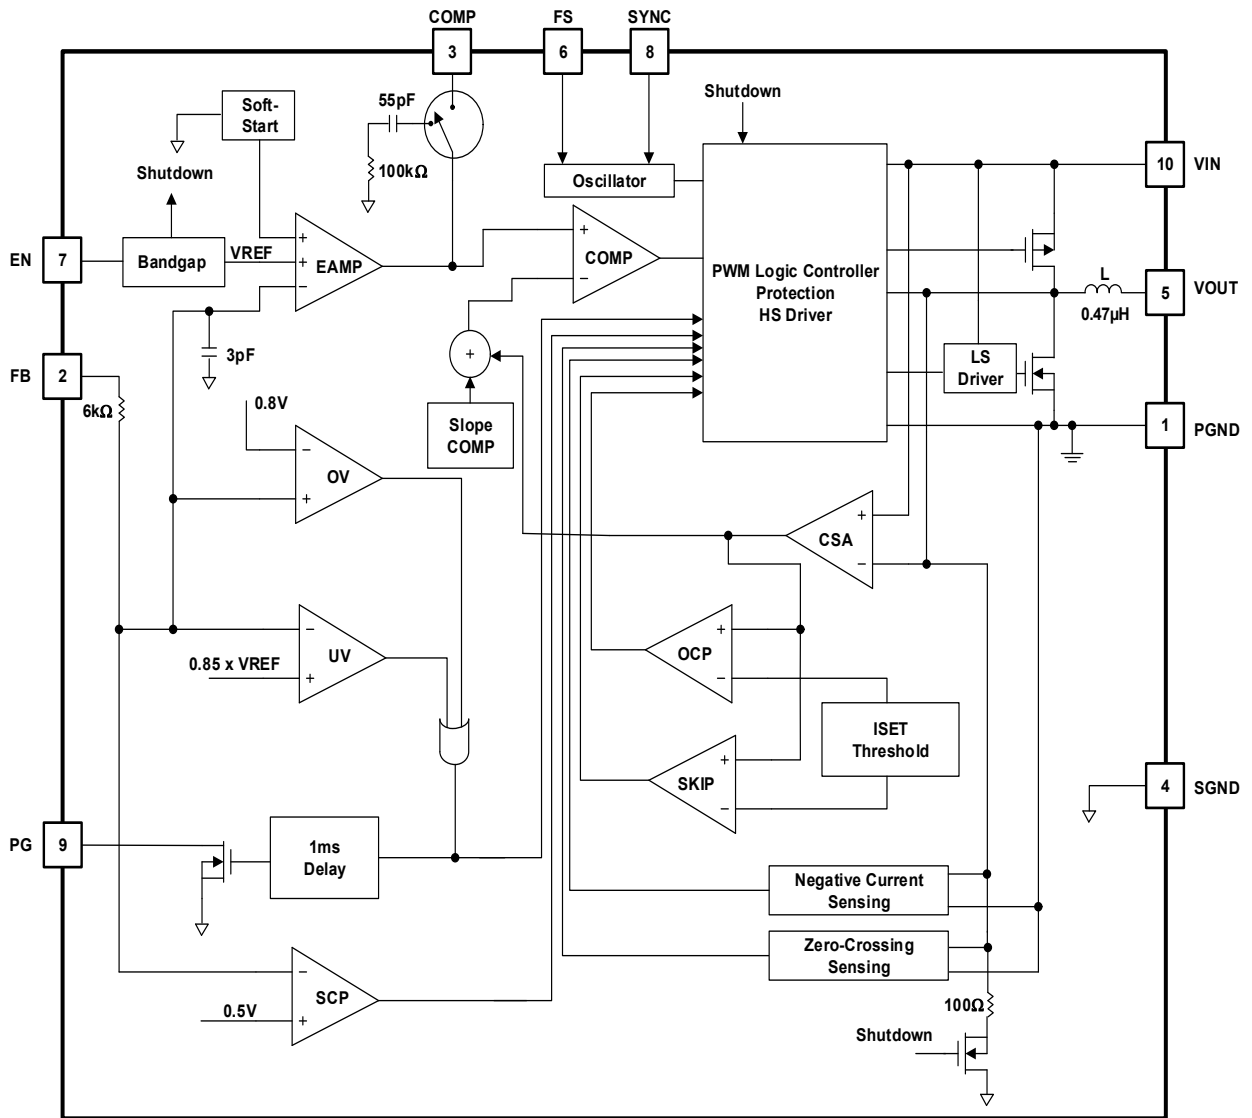 COMP
FS
SYNC
3
6
8
55pF
Soft-
Start
100kΩ
Shutdown
Shutdown
Oscillator
10
VIN
EN
7
Bandgap
VREF
+
+
−
EAMP
+
−
COMP
PWM Logic Controller
Protection
HS Driver
L
0.47µH
5
VOUT
3pF
+
LS
Driver
FB
2
6kΩ
0.8V
Slope
COMP
1
PGND
−
+
OV
+
−
CSA
−
+
UV
0.85 x VREF
+
−
OCP
ISET
Threshold
+
−
SKIP
4
SGND
PG
9
1ms
Delay
Negative Current
Sensing
Zero-Crossing
Sensing
−
+
SCP
0.5V
100Ω
Shutdown